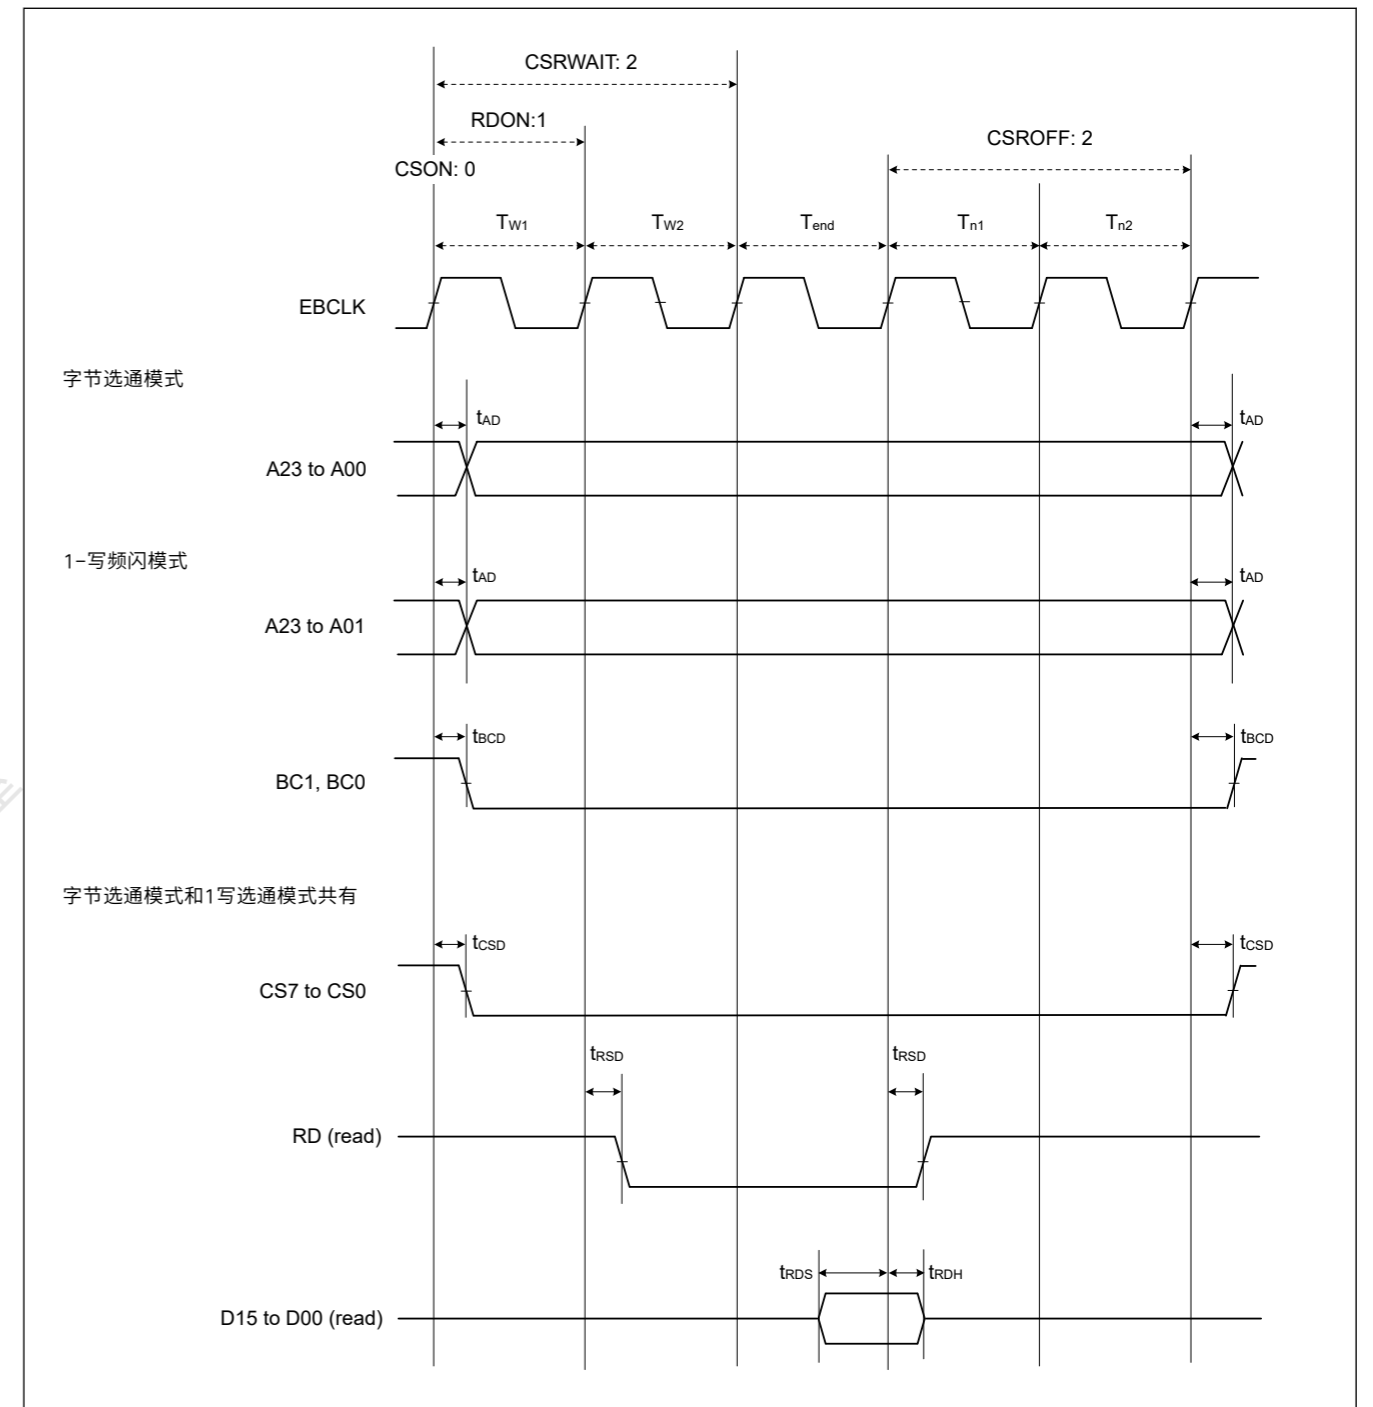 CSRWAIT: 2
RDON:1
CSROFF: 2
CSON: 0
TW1 TW2 Tend Tn1 Tn2
EBCLK
字节选通模式
tAD tAD
A23 to A00
1-写频闪模式
tAD tAD
A23 to A01
tBCD tBCD
BC1, BC0
字节选通模式和1写选通模式共有
tCSD tCSD
CS7 to CS0
tRSD tRSD
RD (read)
tRDS tRDH
D15 to D00 (read)